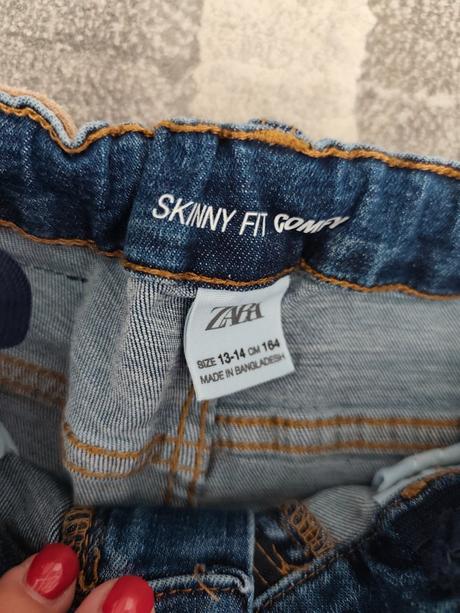 SKINNY FIT COMFY
ZARA
SIZE 13-14 CM 164
MADE IN BANGLADESH